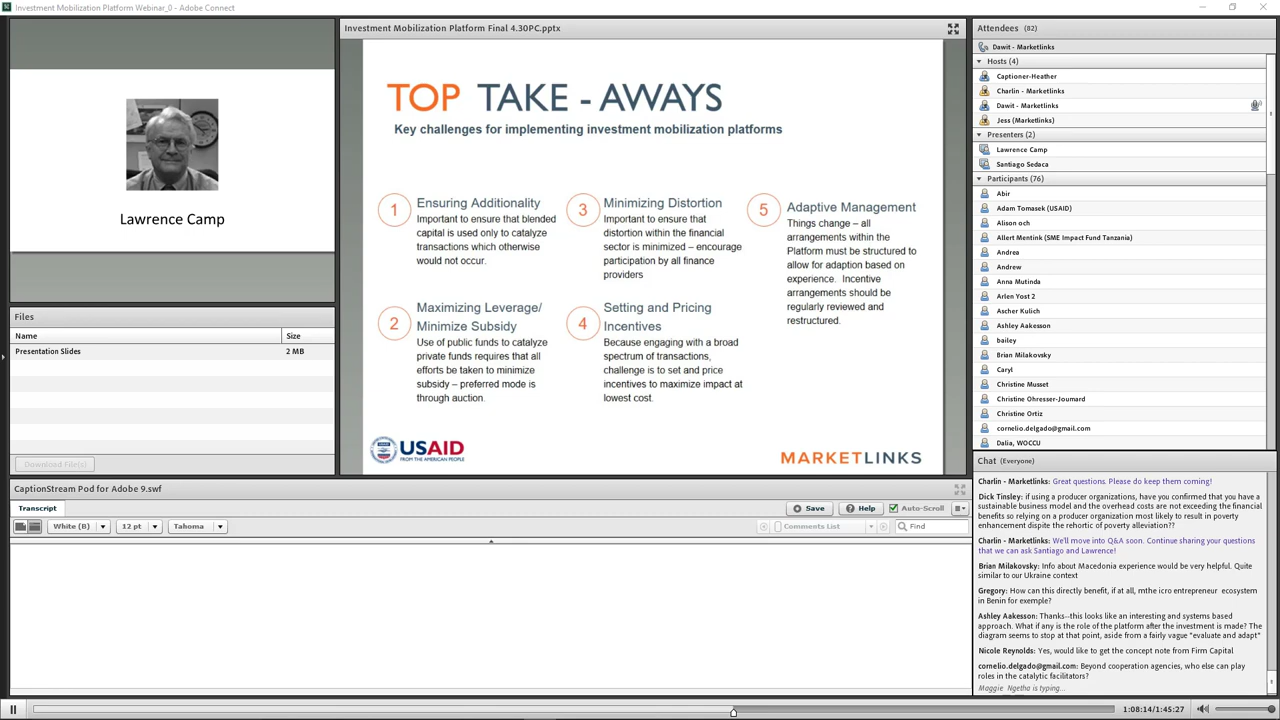 Investment Mobilization Platform Webinar_0 - Adobe Connect
Lawrence Camp
Files
Name Size
Presentation Slides 2 MB
Download File(s)
Investment Mobilization Platform Final 4.30PC.pptx
TOP TAKE - AWAYS
Key challenges for implementing investment mobilization platforms
1 Ensuring Additionality
Important to ensure that blended
capital is used only to catalyze
transactions which otherwise
would not occur.
2 Maximizing Leverage/
Minimize Subsidy
Use of public funds to catalyze
private funds requires that all
efforts be taken to minimize
subsidy – preferred mode is
through auction.
3 Minimizing Distortion
Important to ensure that
distortion within the financial
sector is minimized – encourage
participation by all finance
providers
4 Setting and Pricing
Incentives
Because engaging with a broad
spectrum of transactions,
challenge is to set and price
incentives to maximize impact at
lowest cost.
5 Adaptive Management
Things change – all
arrangements within the
Platform must be structured to
allow for adaption based on
experience. Incentive
arrangements should be
regularly reviewed and
restructured.
USAID
FROM THE AMERICAN PEOPLE
MARKETLINKS
Attendees (82)
Dawit - Marketlinks
Hosts (4)
Captioner-Heather
Charlin - Marketlinks
Dawit - Marketlinks
Jess (Marketlinks)
Presenters (2)
Lawrence Camp
Santiago Sedaca
Participants (76)
Abir
Adam Tomasek (USAID)
Alison och
Allert Mentink (SME Impact Fund Tanzania)
Andrea
Andrew
Anna Mutinda
Arlen Yost 2
Ascher Kulich
Ashley Aakesson
bailey
Brian Milakovsky
Caryl
Christine Musset
Christine Ohresser-Joumard
Christine Ortiz
cornelio.delgado@gmail.com
Dalia, WOCCU
Chat (Everyone)
Charlin - Marketlinks: Great questions. Please do keep them coming!
Dick Tinsley: if using a producer organizations, have you confirmed that you have a
sustainable business model and the overhead costs are not exceeding the financial
benefits so relying on a producer organization most likely to result in poverty
enhancement dispite the rehortic of poverty alleviation??
Charlin - Marketlinks: We'll move into Q&A soon. Continue sharing your questions
that we can ask Santiago and Lawrence!
Brian Milakovsky: Info about Macedonia experience would be very helpful. Quite
similar to our Ukraine context
Gregory: How can this directly benefit, if at all, mthe icro entrepreneur ecosystem
in Benin for exemple?
Ashley Aakesson: Thanks--this looks like an interesting and systems based
approach. What if any is the role of the platform after the investment is made? The
diagram seems to stop at that point, aside from a fairly vague "evaluate and adapt"
Nicole Reynolds: Yes, would like to get the concept note from Firm Capital
cornelio.delgado@gmail.com: Beyond cooperation agencies, who else can play
roles in the catalytic facilitators?
Maggie Ngetha is typing...
CaptionStream Pod for Adobe 9.swf
Transcript
Save Help Auto-Scroll
White (B) 12 pt Tahoma Comments List Find
1:08:14/1:45:27